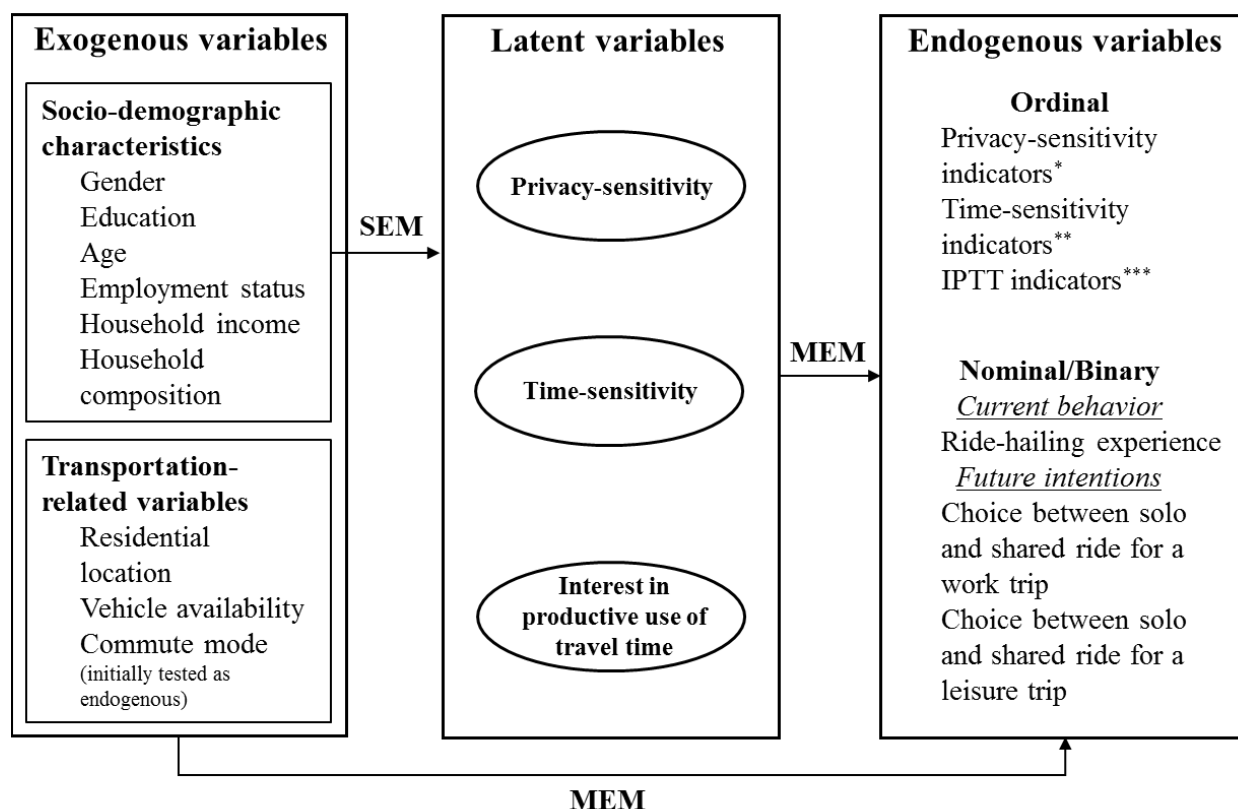 Exogenous variables
Socio-demographic
characteristics
Gender
Education
Age
Employment status
Household income
Household
composition
Transportation-
related variables
Residential
location
Vehicle availability
Commute mode
(initially tested as
endogenous)
SEM
Latent variables
Privacy-sensitivity
Time-sensitivity
Interest in
productive use of
travel time
MEM
Endogenous variables
Ordinal
Privacy-sensitivity
indicators*
Time-sensitivity
indicators**
IPTT indicators***
Nominal/Binary
Current behavior
Ride-hailing experience
Future intentions
Choice between solo
and shared ride for a
work trip
Choice between solo
and shared ride for a
leisure trip
MEM